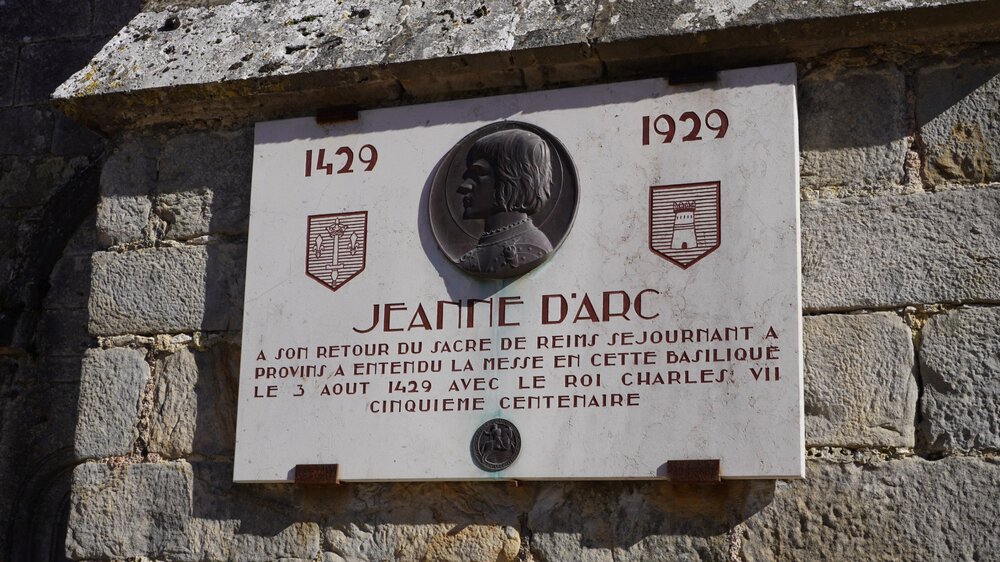 1429 1929
JEANNE D'ARC
A SON RETOUR DU SACRE DE REIMS SEJOURNANT A
PROVINS A ENTENDU LA MESSE EN CETTE BASILIQUE
LE 3 AOUT 1429 AVEC LE ROI CHARLES VII
CINQUIEME CENTENAIRE